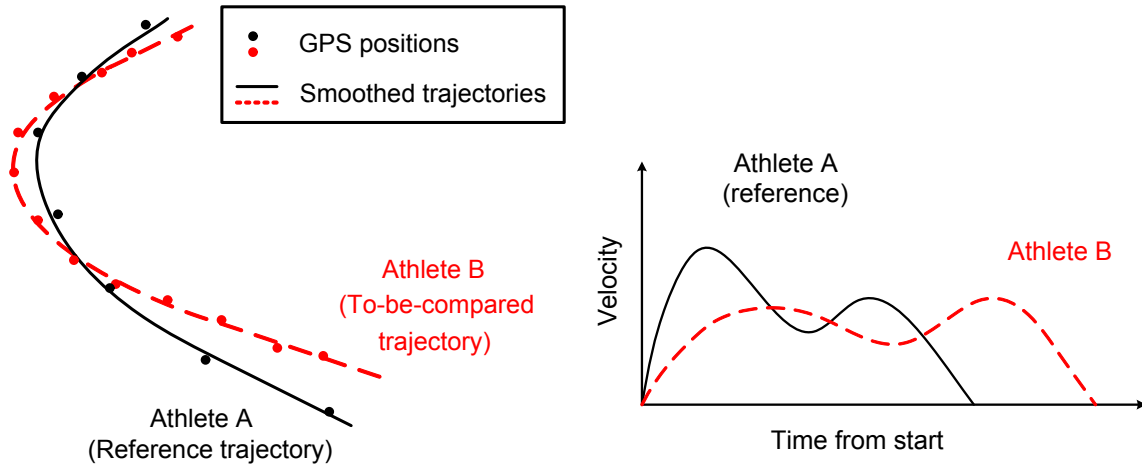 GPS positions
Smoothed trajectories
Athlete B
(To-be-compared
trajectory)
Athlete A
(Reference trajectory)
Athlete A
(reference)
Athlete B
Velocity
Time from start